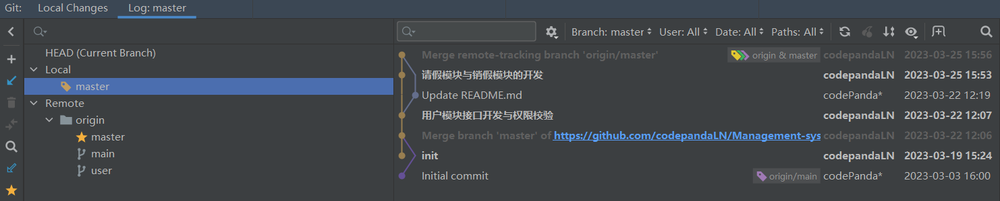 Git: Local Changes Log: master
Branch: master User: All Date: All Paths: All
HEAD (Current Branch)
Local
master
Remote
origin
master
main
user
Merge remote-tracking branch 'origin/master' origin & master codepandaLN 2023-03-25 15:56
请假模块与销假模块的开发 codepandaLN 2023-03-25 15:53
Update README.md codePanda* 2023-03-22 12:19
用户模块接口开发与权限校验 codepandaLN 2023-03-22 12:07
Merge branch 'master' of https://github.com/codepandaLN/Management-sys codepandaLN 2023-03-22 12:06
init codepandaLN 2023-03-19 15:24
Initial commit origin/main codePanda* 2023-03-03 16:00